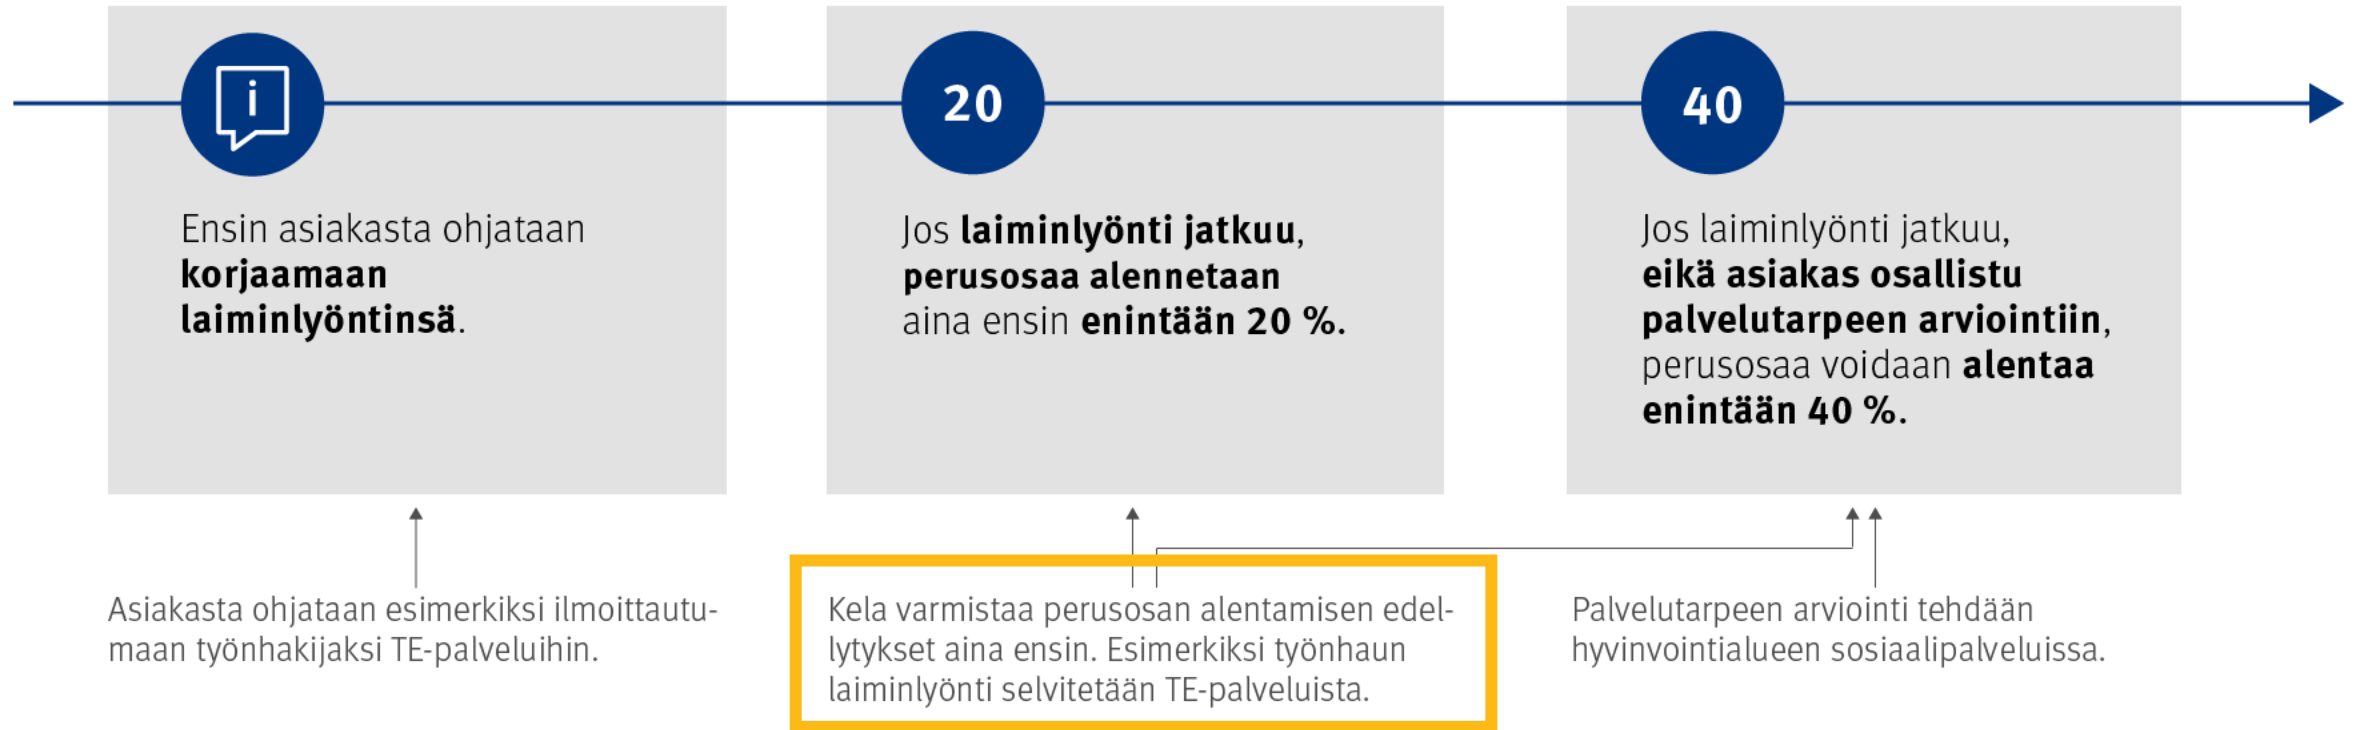 i
Ensin asiakasta ohjataan
korjaamaan
laiminlyöntinsä.
20
Jos laiminlyönti jatkuu,
perusosaa alennetaan
aina ensin enintään 20 %.
40
Jos laiminlyönti jatkuu,
eikä asiakas osallistu
palvelutarpeen arviointiin,
perusosaa voidaan alentaa
enintään 40 %.
Asiakasta ohjataan esimerkiksi ilmoittautu-
maan työnhakijaksi TE-palveluihin.
Kela varmistaa perusosan alentamisen edel-
lytykset aina ensin. Esimerkiksi työnhaun
laiminlyönti selvitetään TE-palveluista.
Palvelutarpeen arviointi tehdään
hyvinvointialueen sosiaalipalveluissa.